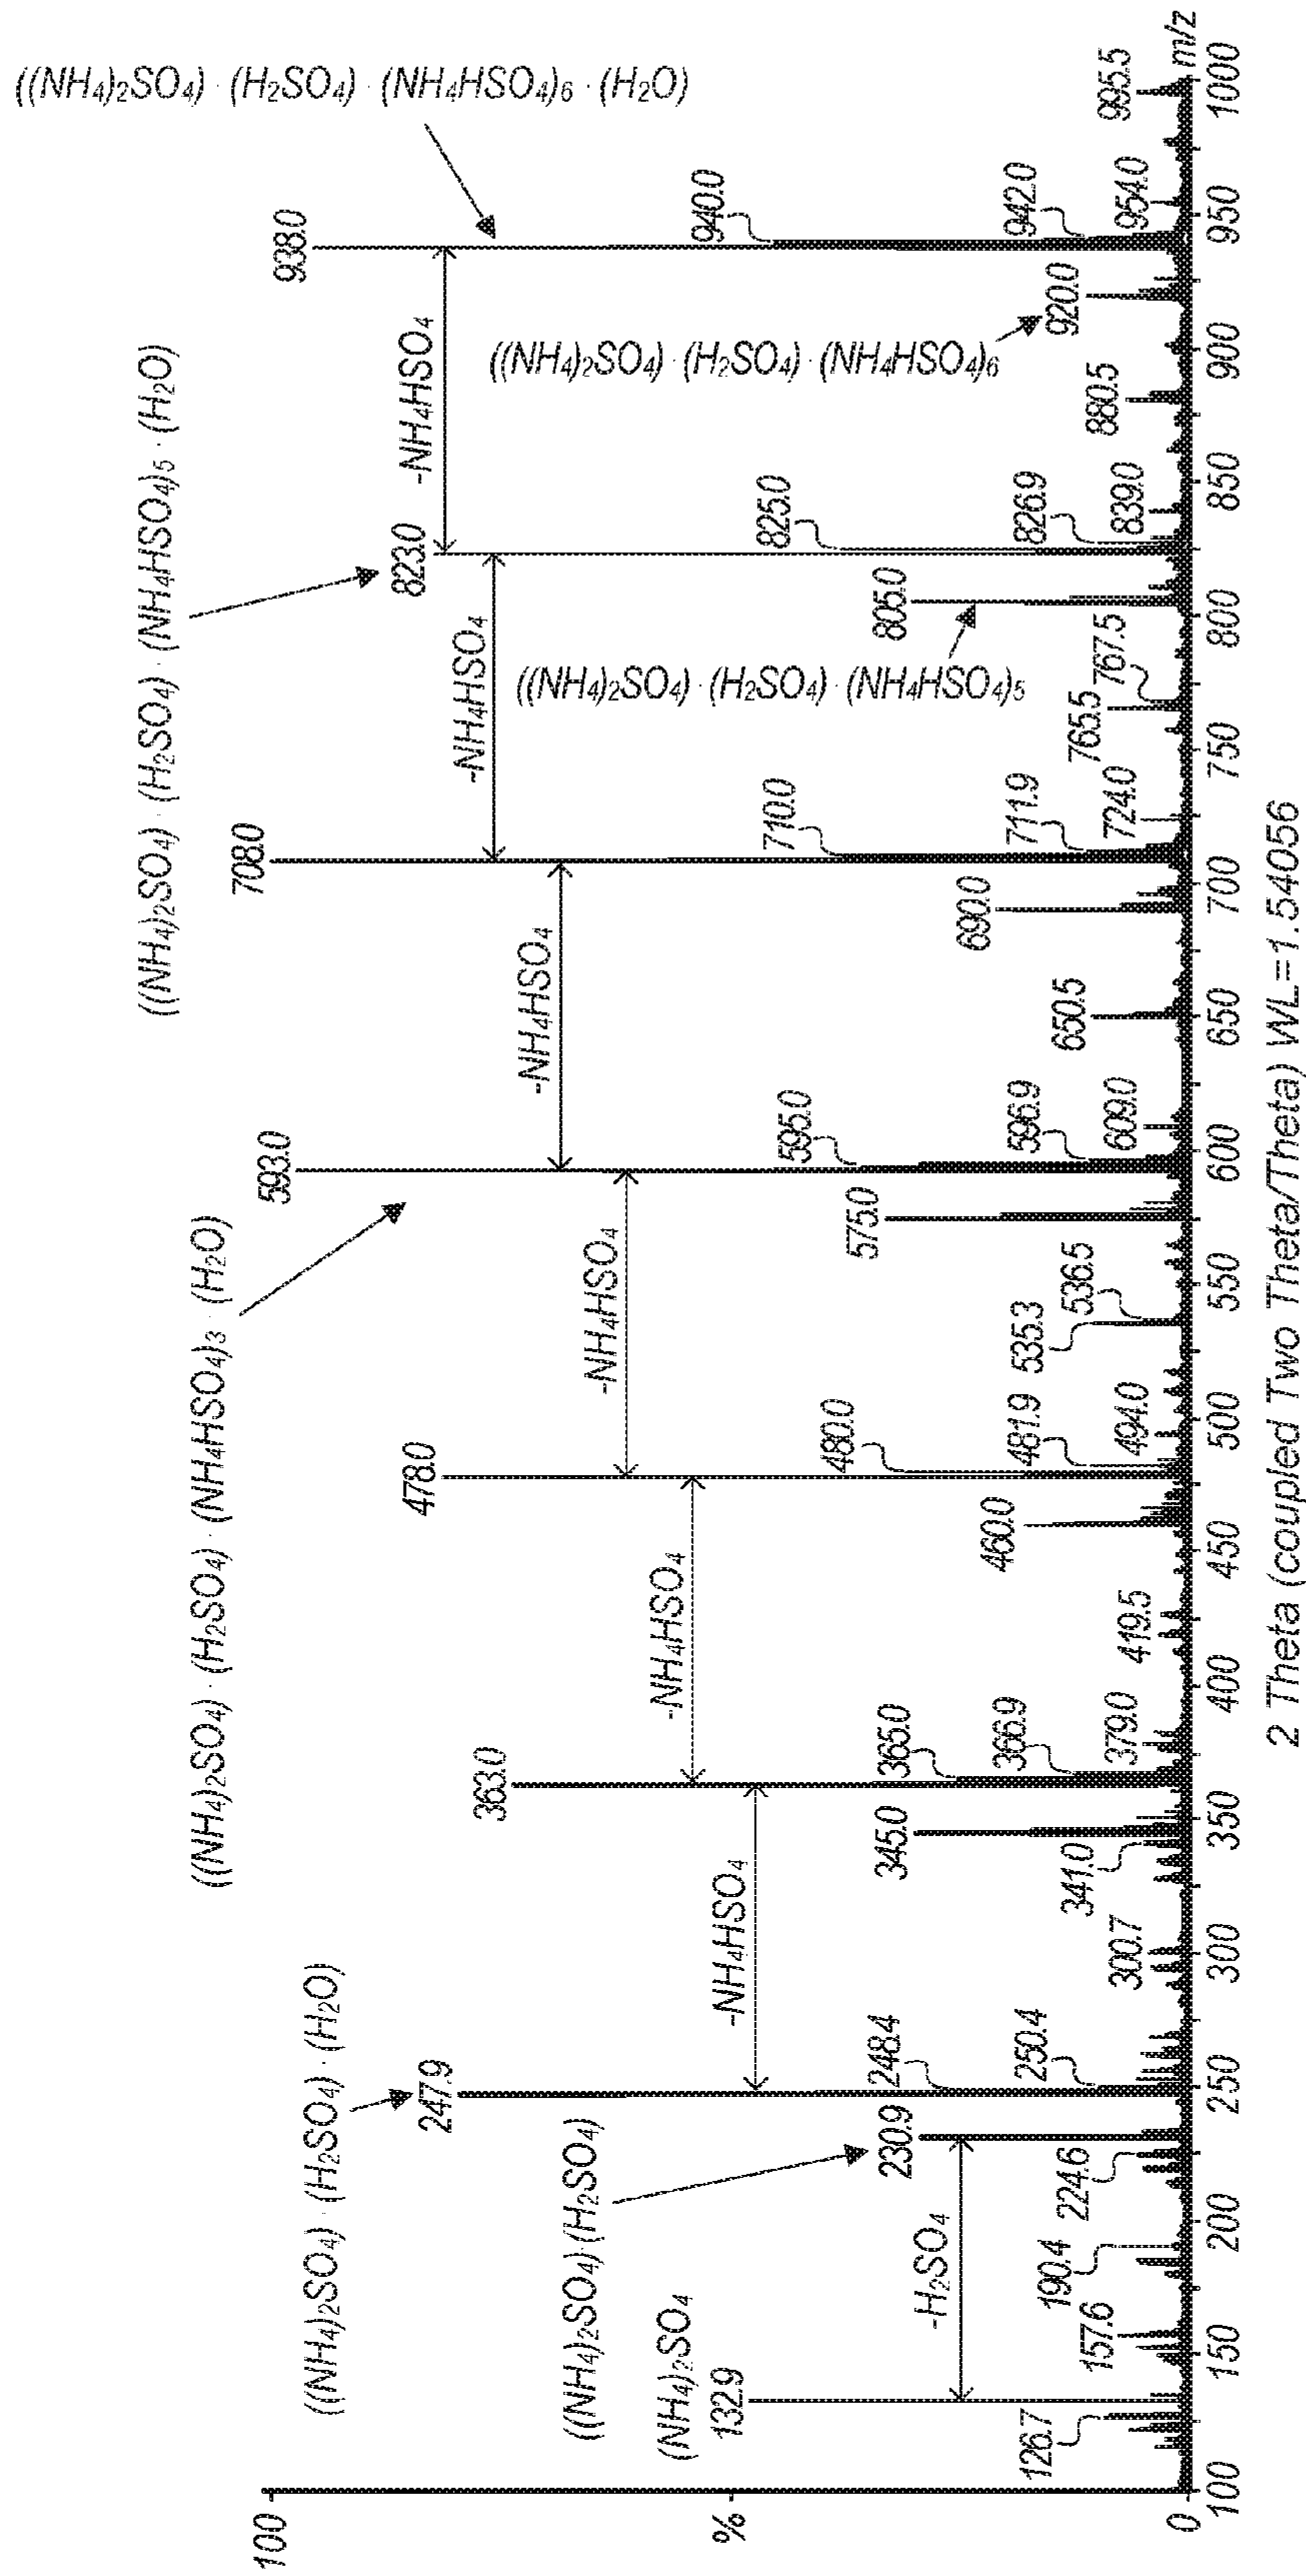 ((NH₄)₂SO₄) · (H₂SO₄) · (NH₄HSO₄)₆ · (H₂O)
((NH₄)₂SO₄) · (H₂SO₄) · (NH₄HSO₄)₅ · (H₂O)
((NH₄)₂SO₄) · (H₂SO₄) · (NH₄HSO₄)₃ · (H₂O)
((NH₄)₂SO₄) · (H₂SO₄) · (H₂O)
((NH₄)₂SO₄)·(H₂SO₄)
(NH₄)₂SO₄
((NH₄)₂SO₄) · (H₂SO₄) · (NH₄HSO₄)₅
((NH₄)₂SO₄) · (H₂SO₄) · (NH₄HSO₄)₆
-H₂SO₄
-NH₄HSO₄
-NH₄HSO₄
-NH₄HSO₄
-NH₄HSO₄
-NH₄HSO₄
-NH₄HSO₄
126.7
132.9
157.6
190.4
224.6
230.9
247.9
248.4
250.4
300.7
341.0
345.0
363.0
365.0
366.9
379.0
419.5
460.0
478.0
480.0
481.9
494.0
535.3
536.5
575.0
593.0
595.0
596.9
609.0
650.5
690.0
708.0
710.0
711.9
724.0
765.5
767.5
805.0
823.0
825.0
826.9
839.0
880.5
920.0
938.0
940.0
942.0
954.0
995.5
100
%
0
100 150 200 250 300 350 400 450 500 550 600 650 700 750 800 850 900 950 1000
m/z
2 Theta (coupled Two Theta/Theta) WL=1.54056